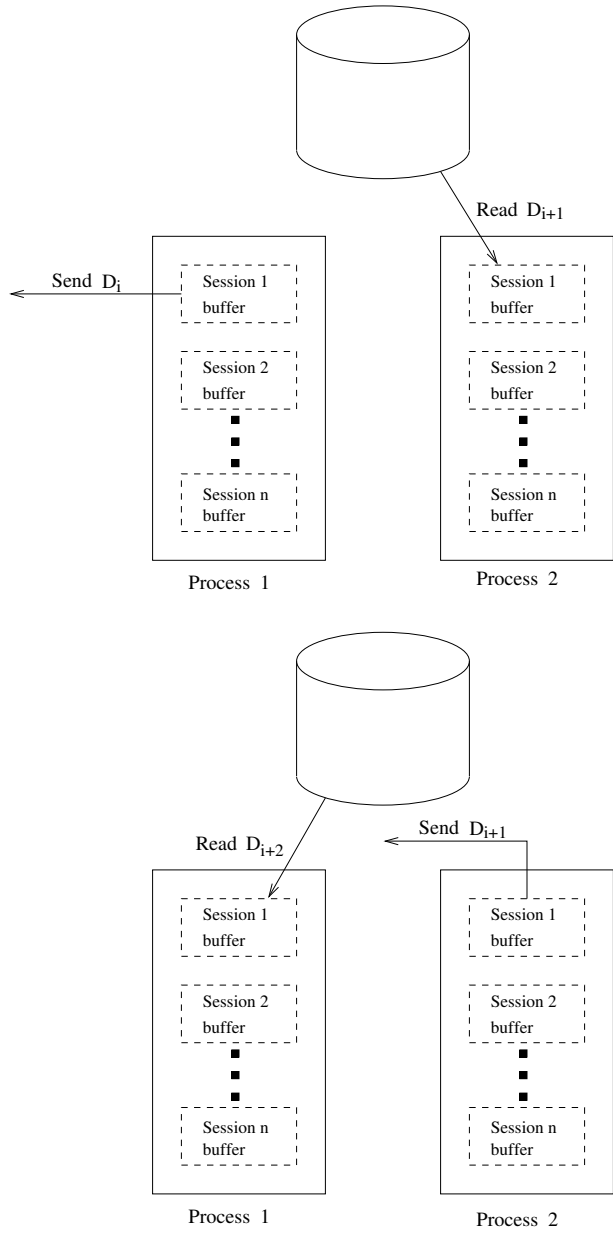 Read D_{i+1}
Send D_i
Session 1
buffer
Session 2
buffer
Session n
buffer
Process 1
Session 1
buffer
Session 2
buffer
Session n
buffer
Process 2
Read D_{i+2}
Send D_{i+1}
Session 1
buffer
Session 2
buffer
Session n
buffer
Process 1
Session 1
buffer
Session 2
buffer
Session n
buffer
Process 2